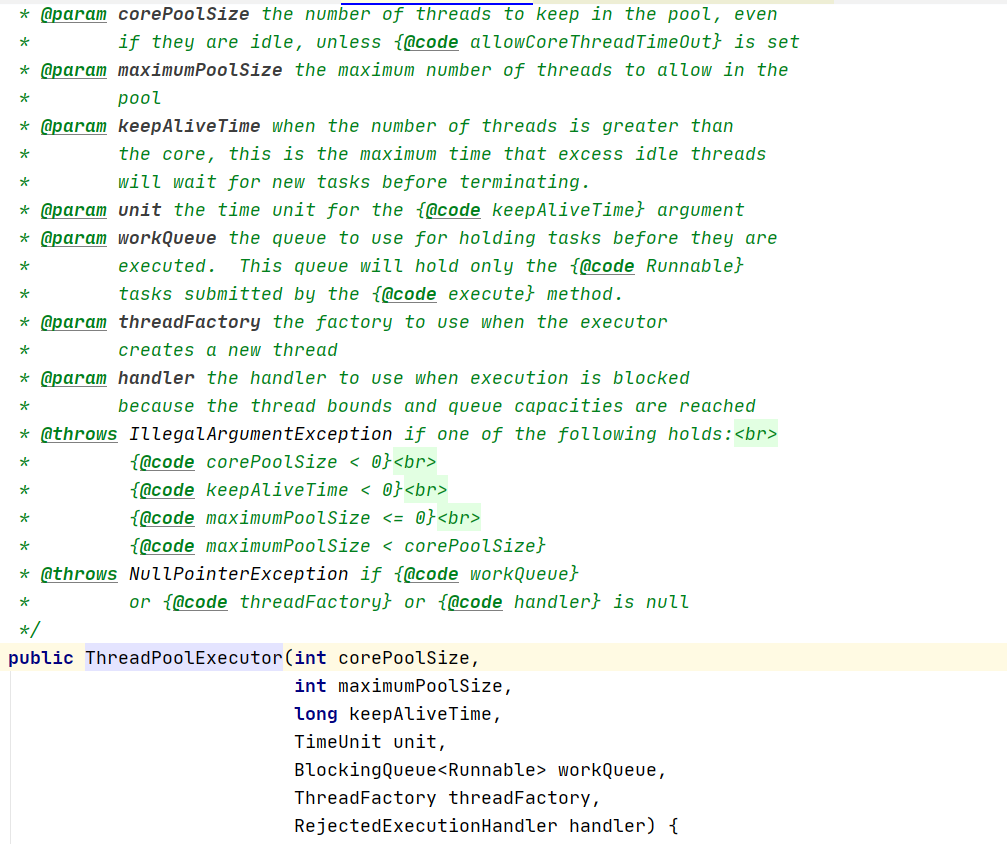 * @param corePoolSize the number of threads to keep in the pool, even
*        if they are idle, unless {@code allowCoreThreadTimeOut} is set
* @param maximumPoolSize the maximum number of threads to allow in the
*        pool
* @param keepAliveTime when the number of threads is greater than
*        the core, this is the maximum time that excess idle threads
*        will wait for new tasks before terminating.
* @param unit the time unit for the {@code keepAliveTime} argument
* @param workQueue the queue to use for holding tasks before they are
*        executed.  This queue will hold only the {@code Runnable}
*        tasks submitted by the {@code execute} method.
* @param threadFactory the factory to use when the executor
*        creates a new thread
* @param handler the handler to use when execution is blocked
*        because the thread bounds and queue capacities are reached
* @throws IllegalArgumentException if one of the following holds:<br>
*         {@code corePoolSize < 0}<br>
*         {@code keepAliveTime < 0}<br>
*         {@code maximumPoolSize <= 0}<br>
*         {@code maximumPoolSize < corePoolSize}
* @throws NullPointerException if {@code workQueue}
*         or {@code threadFactory} or {@code handler} is null
*/
public ThreadPoolExecutor(int corePoolSize,
                          int maximumPoolSize,
                          long keepAliveTime,
                          TimeUnit unit,
                          BlockingQueue<Runnable> workQueue,
                          ThreadFactory threadFactory,
                          RejectedExecutionHandler handler) {